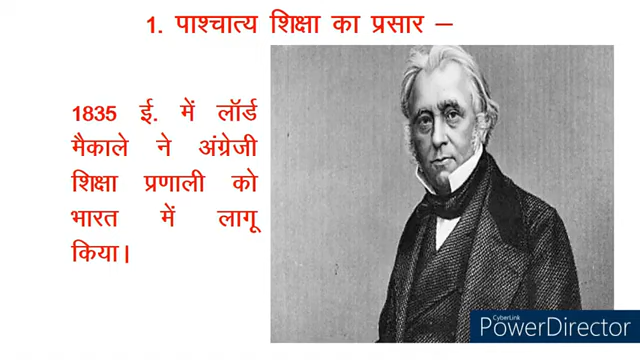 1. पाश्चात्य शिक्षा का प्रसार –
1835 ई. में लॉर्ड
मैकाले ने अंग्रेजी
शिक्षा प्रणाली को
भारत में लागू
किया।
CyberLink
PowerDirector